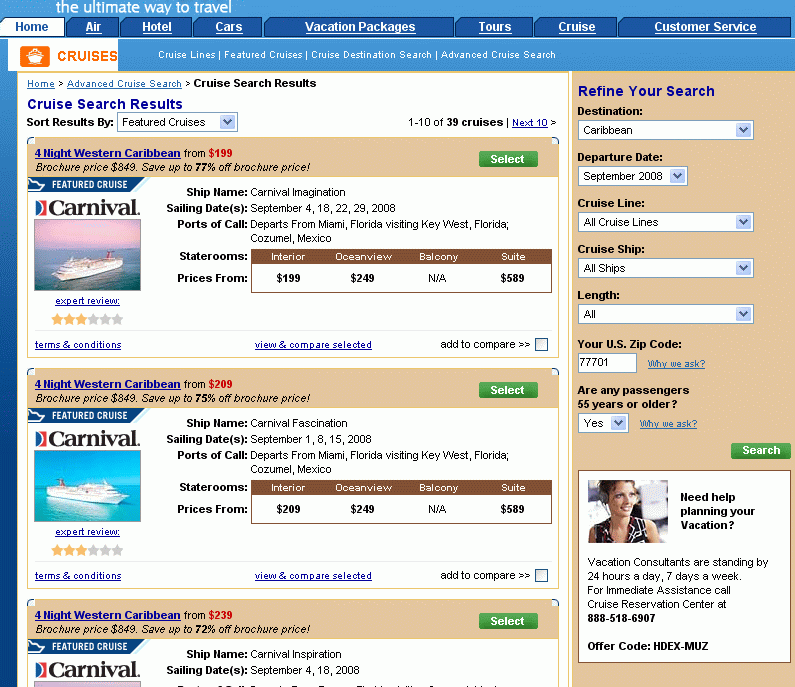 the ultimate way to travel
Home Air Hotel Cars Vacation Packages Tours Cruise Customer Service
CRUISES
Cruise Lines | Featured Cruises | Cruise Destination Search | Advanced Cruise Search
Home > Advanced Cruise Search > Cruise Search Results
Cruise Search Results
Sort Results By: Featured Cruises
1-10 of 39 cruises | Next 10 >
4 Night Western Caribbean from $199
Brochure price $849. Save up to 77% off brochure price!
Select
FEATURED CRUISE
Carnival.
expert review:
Ship Name: Carnival Imagination
Sailing Date(s): September 4, 18, 22, 29, 2008
Ports of Call: Departs From Miami, Florida visiting Key West, Florida;
Cozumel, Mexico
Staterooms: Interior Oceanview Balcony Suite
Prices From: $199 $249 N/A $589
terms & conditions view & compare selected add to compare >>
4 Night Western Caribbean from $209
Brochure price $849. Save up to 75% off brochure price!
Select
FEATURED CRUISE
Carnival.
expert review:
Ship Name: Carnival Fascination
Sailing Date(s): September 1, 8, 15, 2008
Ports of Call: Departs From Miami, Florida visiting Key West, Florida;
Cozumel, Mexico
Staterooms: Interior Oceanview Balcony Suite
Prices From: $209 $249 N/A $589
terms & conditions view & compare selected add to compare >>
4 Night Western Caribbean from $239
Brochure price $849. Save up to 72% off brochure price!
Select
FEATURED CRUISE
Carnival.
Ship Name: Carnival Inspiration
Sailing Date(s): September 4, 18, 2008
Refine Your Search
Destination:
Caribbean
Departure Date:
September 2008
Cruise Line:
All Cruise Lines
Cruise Ship:
All Ships
Length:
All
Your U.S. Zip Code:
77701 Why we ask?
Are any passengers
55 years or older?
Yes Why we ask?
Search
Need help
planning your
Vacation?
Vacation Consultants are standing by
24 hours a day, 7 days a week.
For Immediate Assistance call
Cruise Reservation Center at
888-518-6907
Offer Code: HDEX-MUZ